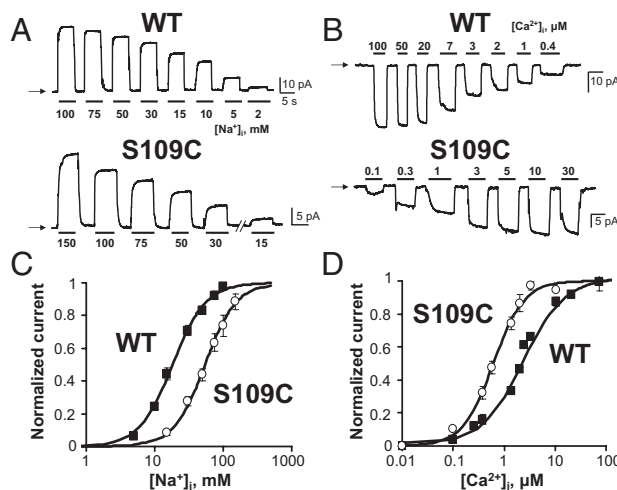 A
WT
100 75 50 30 15 10 5 2
[Na⁺]ᵢ, mM
10 pA
5 s
S109C
150 100 75 50 30 15
5 pA
B
WT
[Ca²⁺]ᵢ, µM
100 50 20 7 3 2 1 0.4
10 pA
S109C
0.1 0.3 1 3 5 10 30
5 pA
C
Normalized current
1
0.8
0.6
0.4
0.2
0
WT
S109C
1 10 100 1000
[Na⁺]ᵢ, mM
D
Normalized current
1
0.8
0.6
0.4
0.2
0
S109C
WT
0.01 0.1 1 10 100
[Ca²⁺]ᵢ, µM